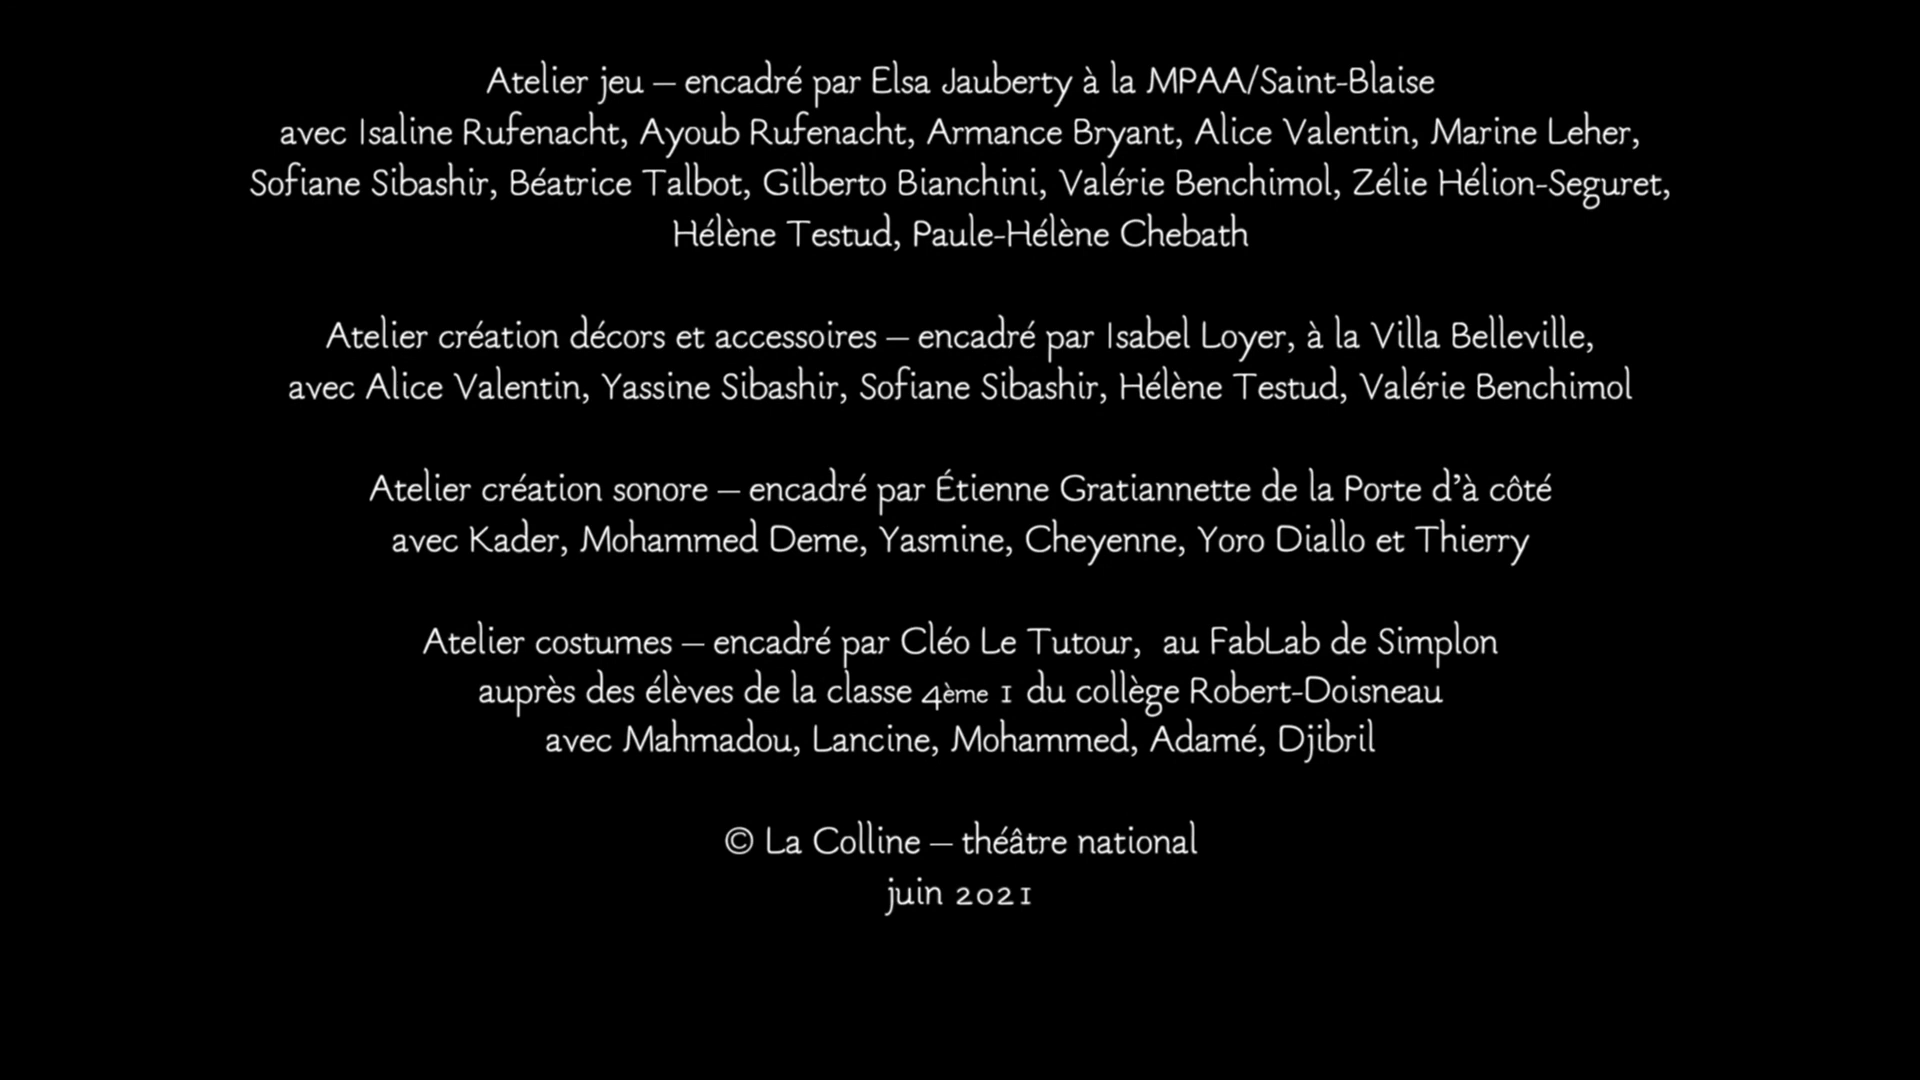 Atelier jeu – encadré par Elsa Jauberty à la MPAA/Saint-Blaise
avec Isaline Rufenacht, Ayoub Rufenacht, Armance Bryant, Alice Valentin, Marine Leher,
Sofiane Sibashir, Béatrice Talbot, Gilberto Bianchini, Valérie Benchimol, Zélie Hélion-Seguret,
Hélène Testud, Paule-Hélène Chebath
Atelier création décors et accessoires – encadré par Isabel Loyer, à la Villa Belleville,
avec Alice Valentin, Yassine Sibashir, Sofiane Sibashir, Hélène Testud, Valérie Benchimol
Atelier création sonore – encadré par Étienne Gratiannette de la Porte d’à côté
avec Kader, Mohammed Deme, Yasmine, Cheyenne, Yoro Diallo et Thierry
Atelier costumes – encadré par Cléo Le Tutour, au FabLab de Simplon
auprès des élèves de la classe 4ème 1 du collège Robert-Doisneau
avec Mahmadou, Lancine, Mohammed, Adamé, Djibril
© La Colline – théâtre national
juin 2021